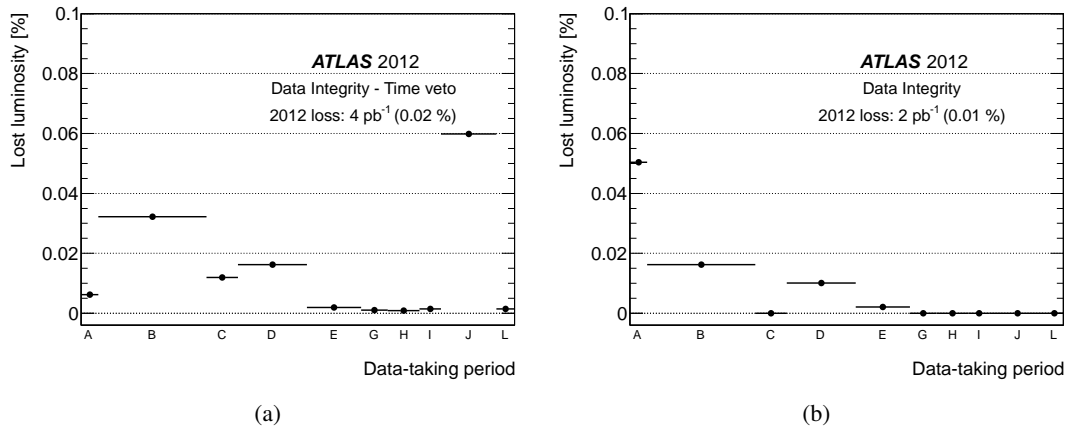 Lost luminosity [%]
0.1
0.08
0.06
0.04
0.02
0
ATLAS 2012
Data Integrity - Time veto
2012 loss: 4 pb⁻¹ (0.02 %)
A B C D E G H I J L
Data-taking period
(a)
Lost luminosity [%]
0.1
0.08
0.06
0.04
0.02
0
ATLAS 2012
Data Integrity
2012 loss: 2 pb⁻¹ (0.01 %)
A B C D E G H I J L
Data-taking period
(b)